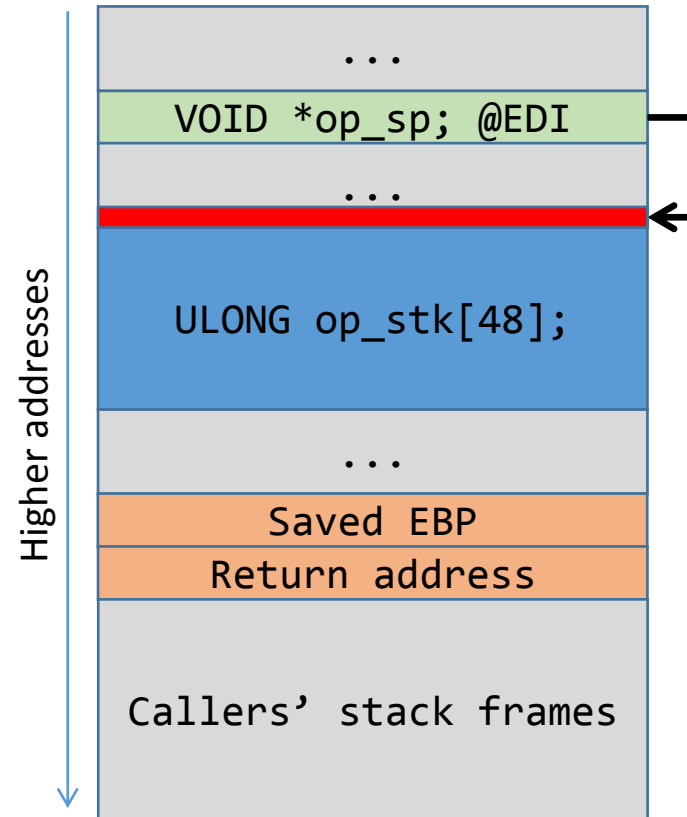 ...
VOID *op_sp; @EDI
...
ULONG op_stk[48];
...
Saved EBP
Return address
Callers’ stack frames
Higher addresses